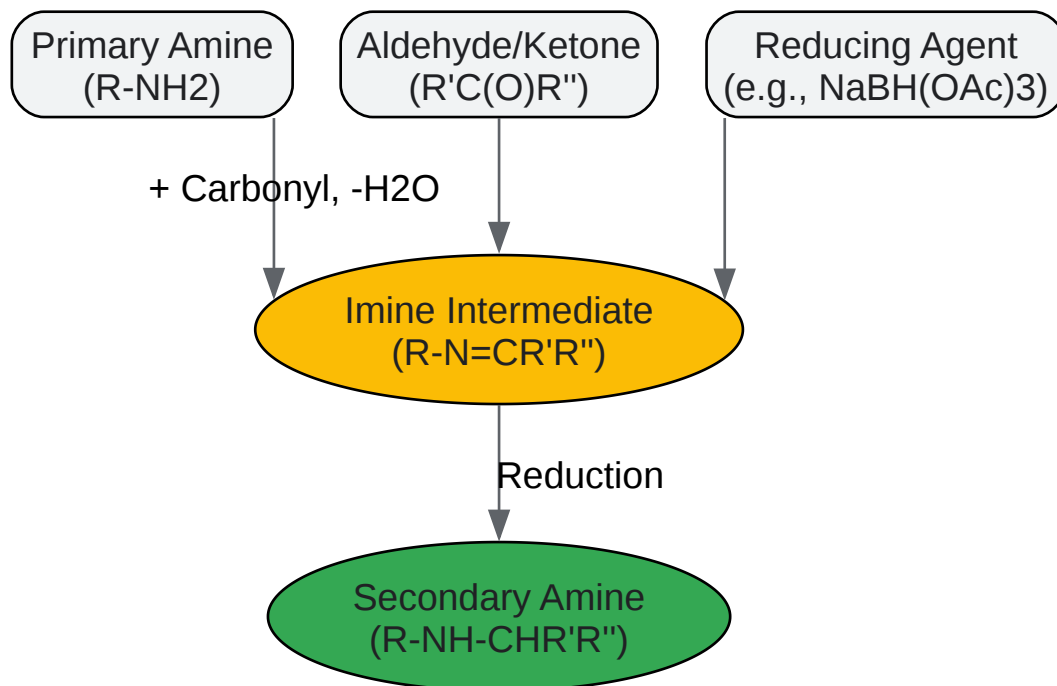 Primary Amine
(R-NH2)
Aldehyde/Ketone
(R'C(O)R'')
Reducing Agent
(e.g., NaBH(OAc)3)
+ Carbonyl, -H2O
Imine Intermediate
(R-N=CR'R'')
Reduction
Secondary Amine
(R-NH-CHR'R'')